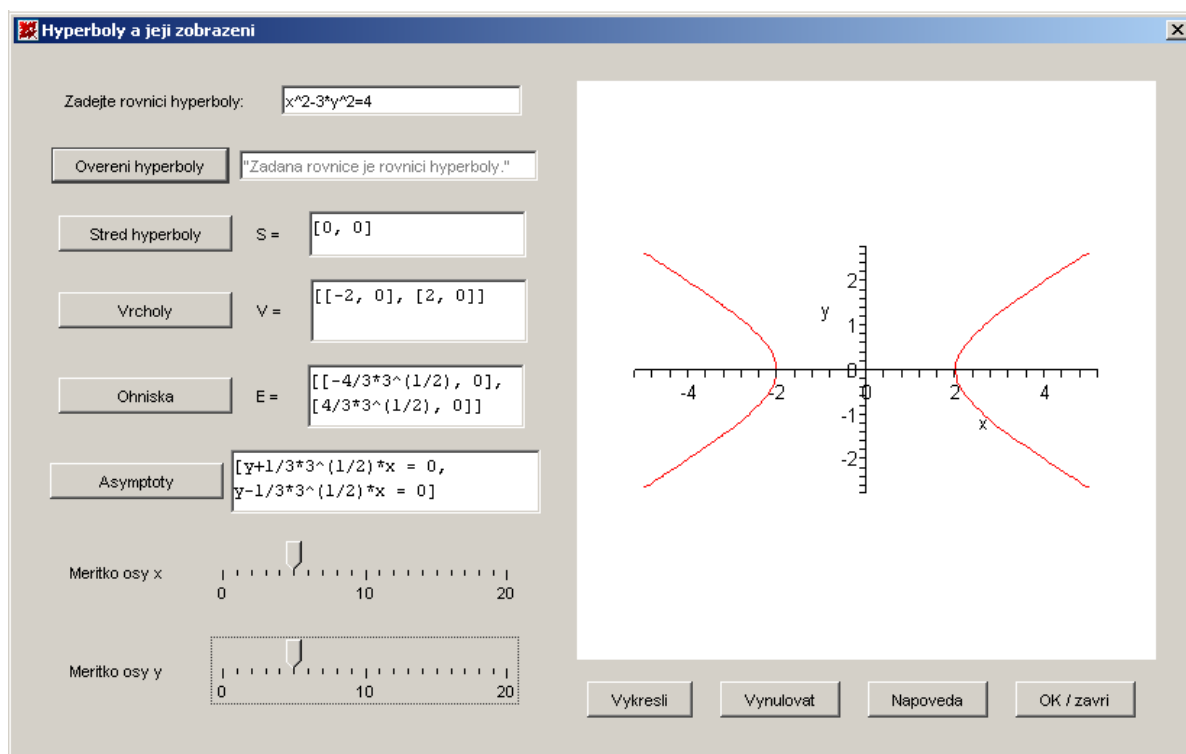 Hyperboly a jeji zobrazeni
Zadejte rovnici hyperboly: x^2-3*y^2=4
Overeni hyperboly "Zadana rovnice je rovnici hyperboly."
Stred hyperboly S = [0, 0]
Vrcholy V = [[-2, 0], [2, 0]]
Ohniska E = [[-4/3*3^(1/2), 0],
[4/3*3^(1/2), 0]]
Asymptoty [y+1/3*3^(1/2)*x = 0,
y-1/3*3^(1/2)*x = 0]
Meritko osy x
0 10 20
Meritko osy y
0 10 20
2
y
1
0
-4 -2 0 2 4
-1
x
-2
Vykresli Vynulovat Napoveda OK / zavri